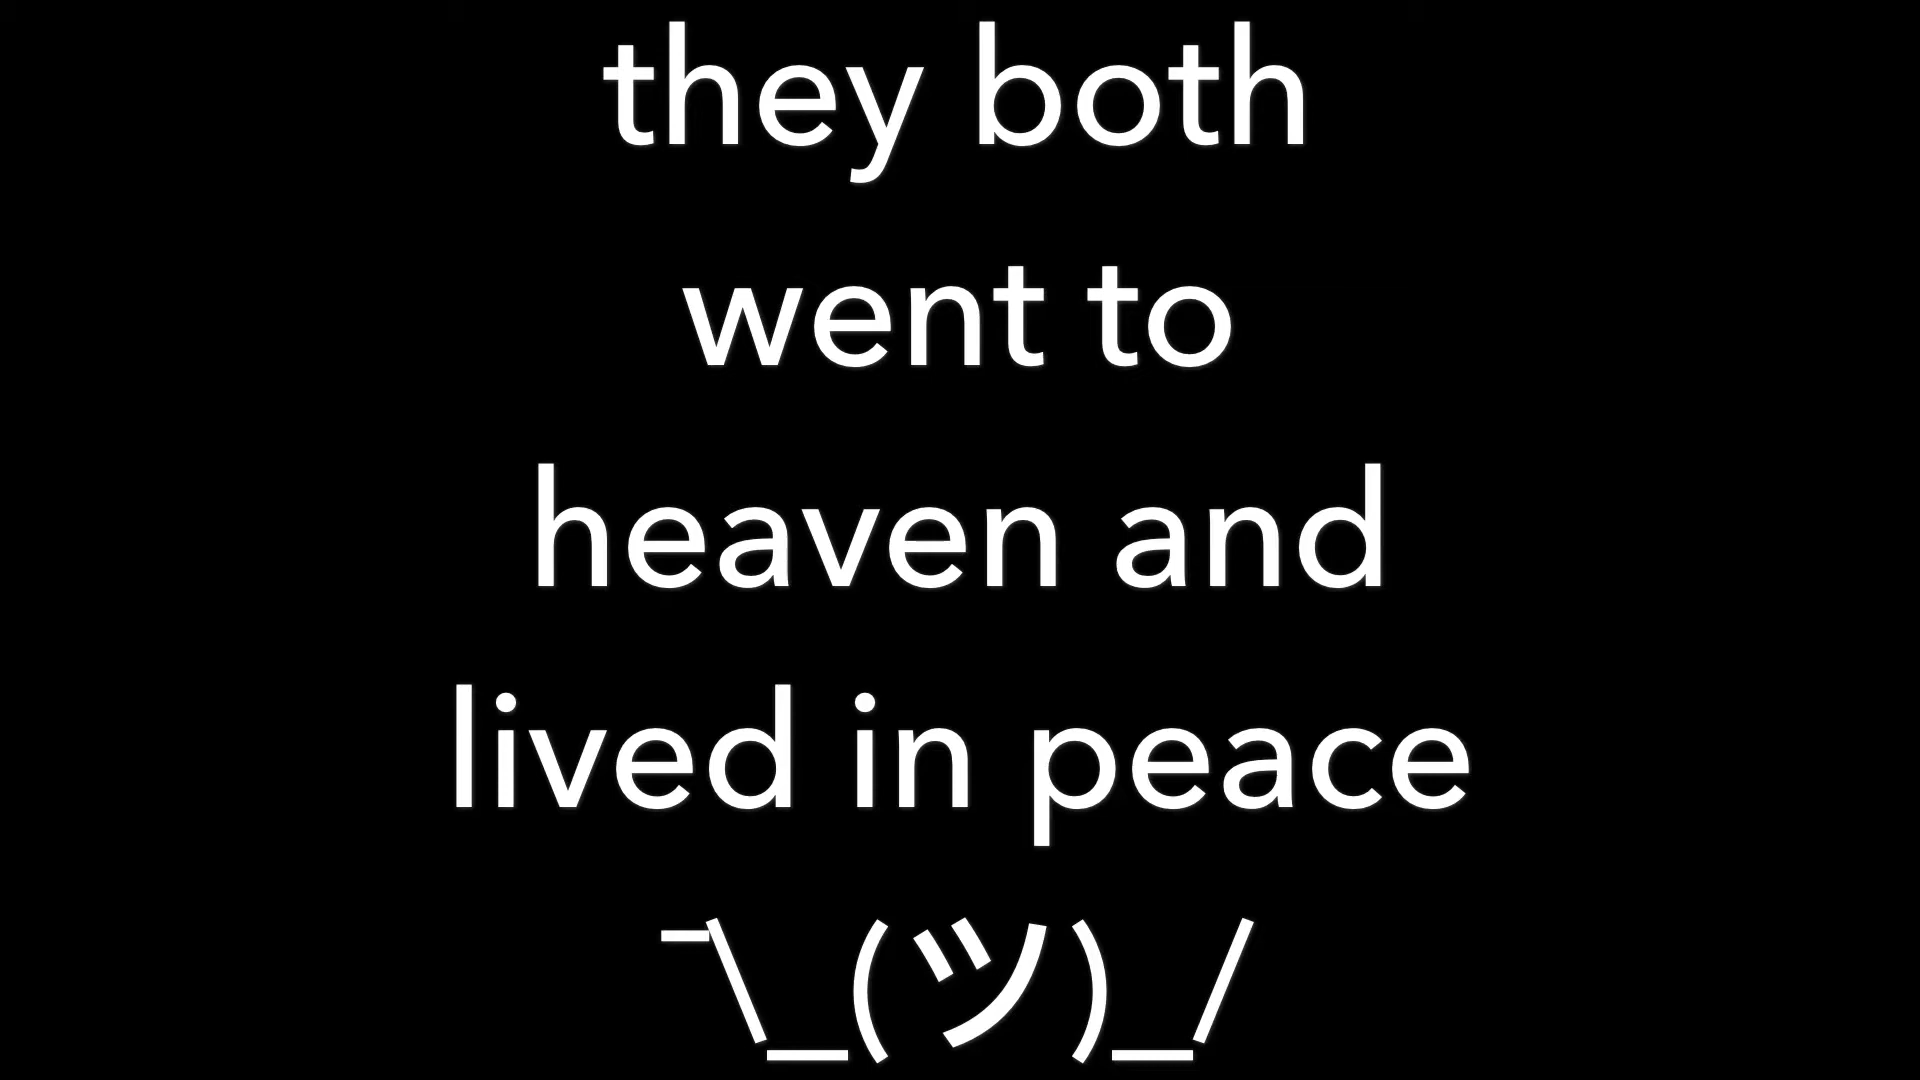 they both
went to
heaven and
lived in peace
¯\_(ツ)_/